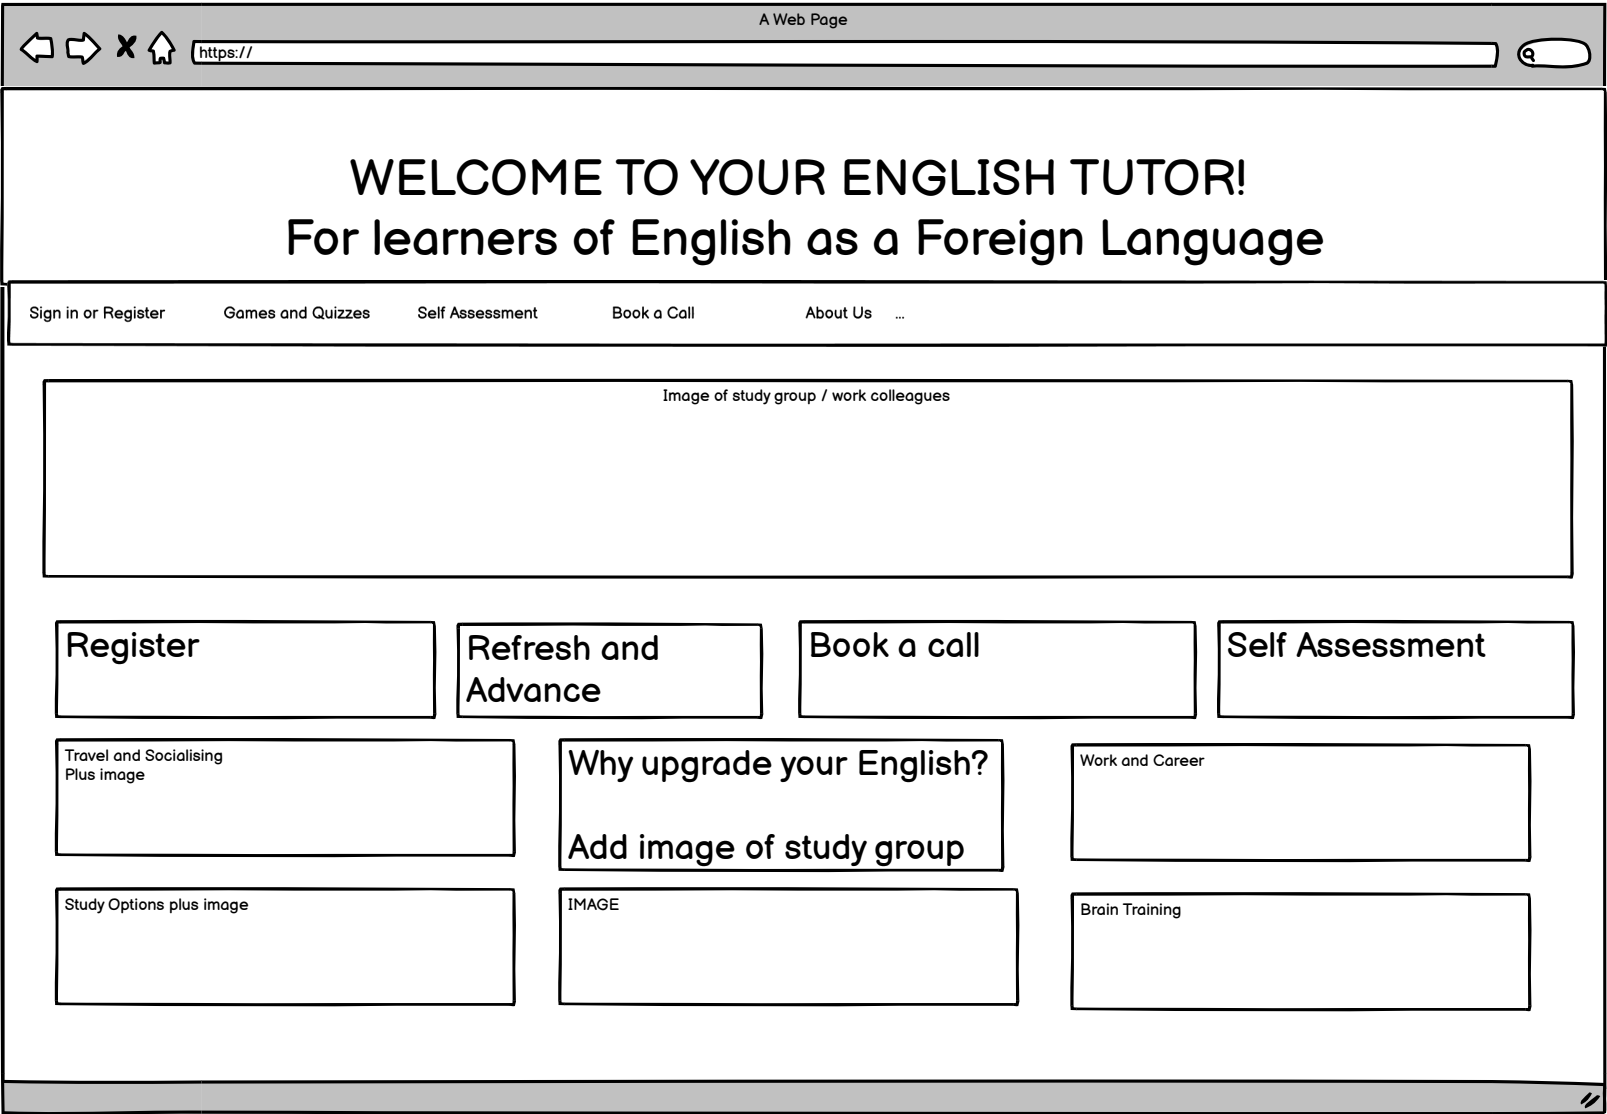 A Web Page
https://
WELCOME TO YOUR ENGLISH TUTOR!
For learners of English as a Foreign Language
Sign in or Register Games and Quizzes Self Assessment Book a Call About Us ...
Image of study group / work colleagues
Register
Refresh and
Advance
Book a call
Self Assessment
Travel and Socialising
Plus image
Why upgrade your English?
Add image of study group
Work and Career
Study Options plus image
IMAGE
Brain Training